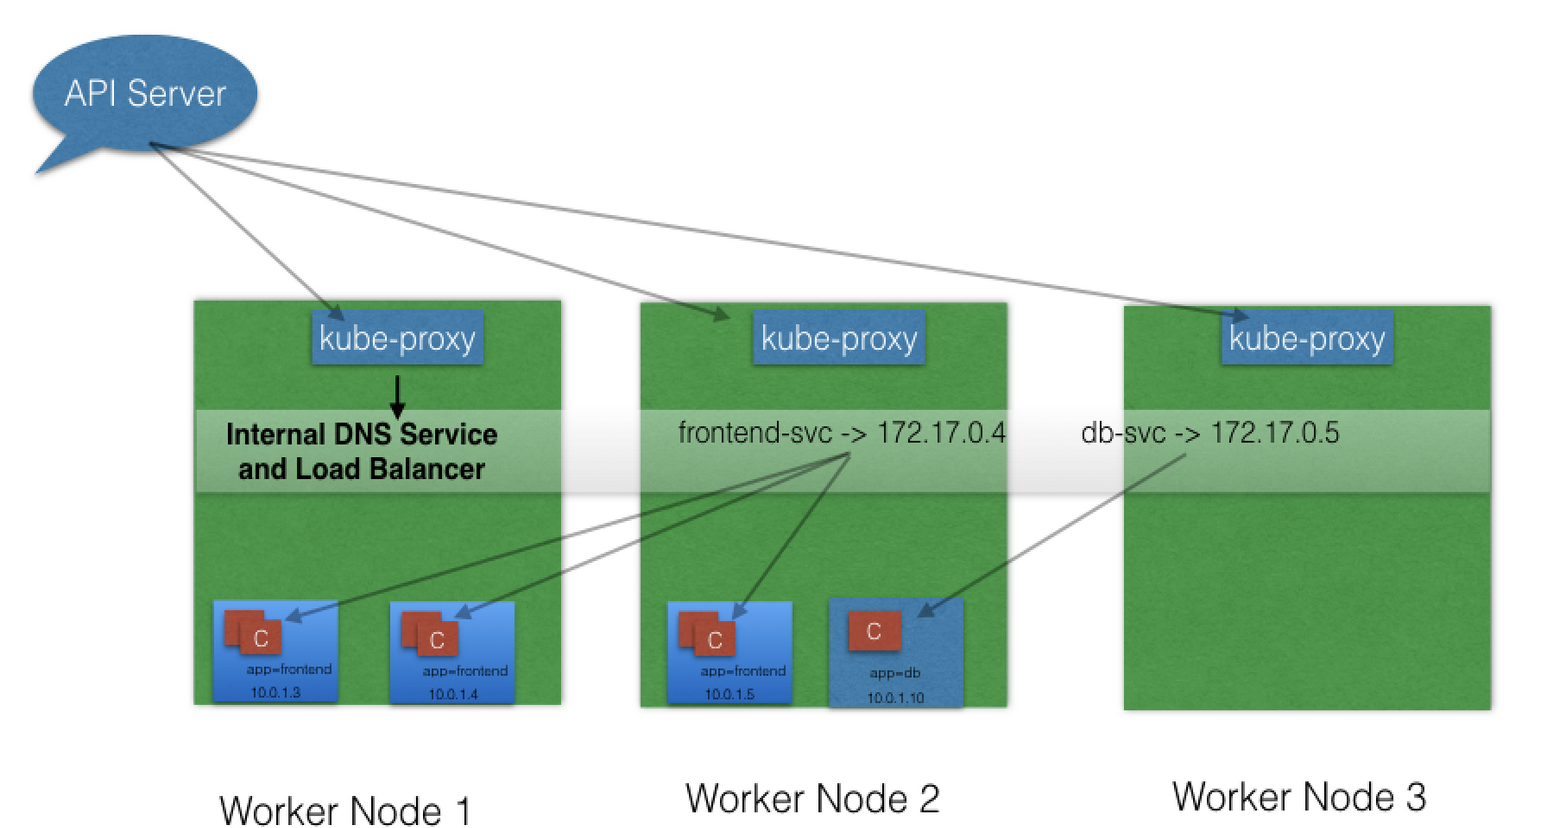 API Server
kube-proxy
kube-proxy
kube-proxy
Internal DNS Service
and Load Balancer
frontend-svc -> 172.17.0.4
db-svc -> 172.17.0.5
C
app=frontend
10.0.1.3
C
app=frontend
10.0.1.4
C
app=frontend
10.0.1.5
C
app=db
10.0.1.10
Worker Node 1
Worker Node 2
Worker Node 3